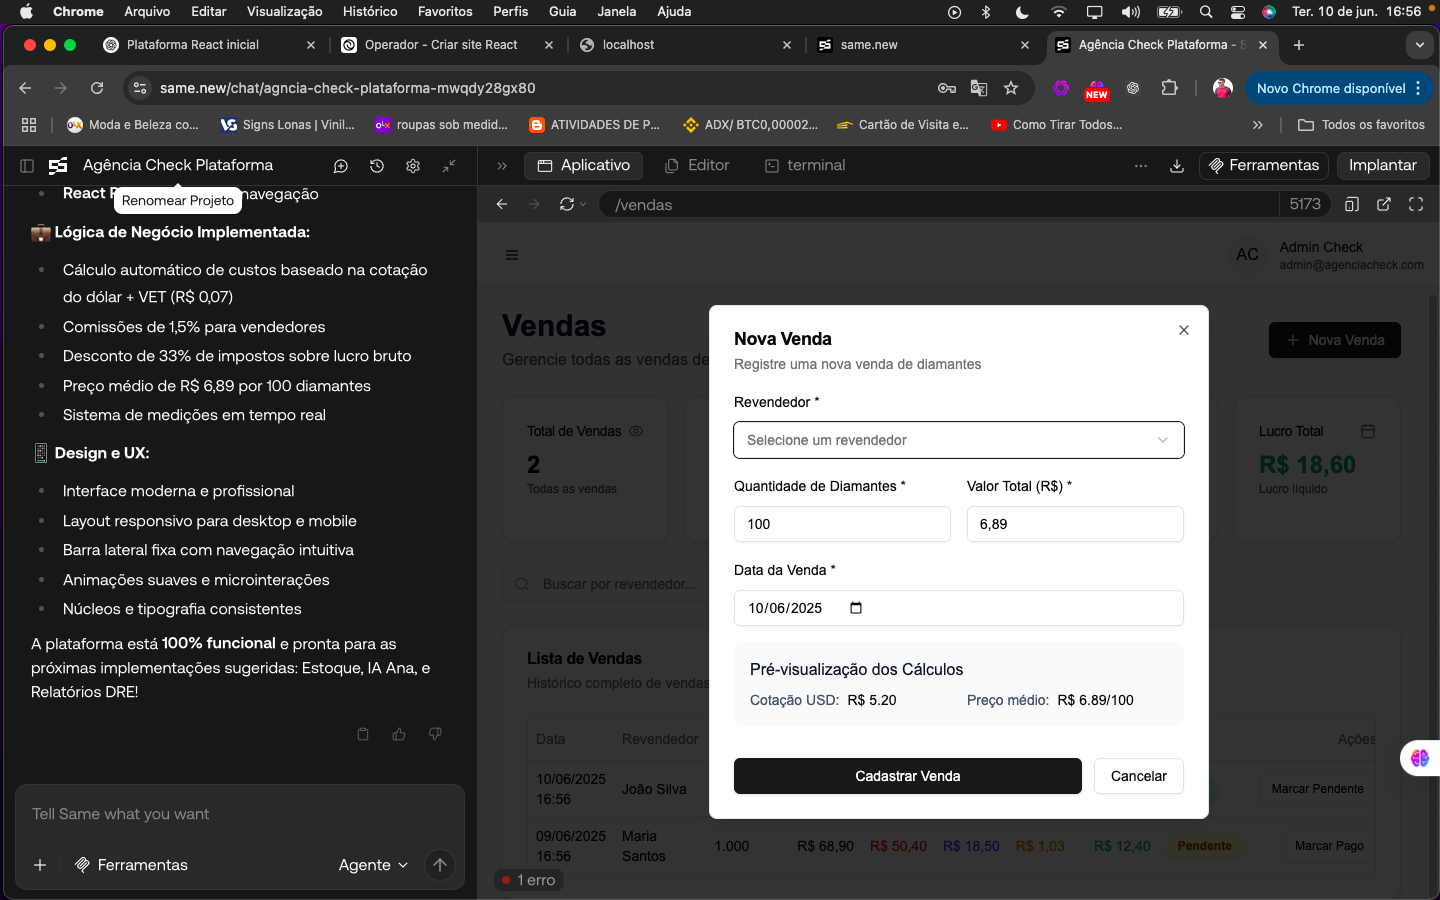 Chrome Arquivo Editar Visualização Histórico Favoritos Perfis Guia Janela Ajuda Ter. 10 de jun. 16:56
Plataforma React inicial
Operador - Criar site React
localhost
same.new
Agência Check Plataforma - S
same.new/chat/agncia-check-plataforma-mwqdy28gx80
NEW
Novo Chrome disponível
Moda e Beleza co...
Signs Lonas | Vinil...
roupas sob medid...
ATIVIDADES DE P...
ADX/ BTC0,00002...
Cartão de Visita e...
Como Tirar Todos...
Todos os favoritos
Agência Check Plataforma
Aplicativo
Editor
terminal
Ferramentas
Implantar
Renomear Projeto
navegação
💼 Lógica de Negócio Implementada:
Cálculo automático de custos baseado na cotação
do dólar + VET (R$ 0,07)
Comissões de 1,5% para vendedores
Desconto de 33% de impostos sobre lucro bruto
Preço médio de R$ 6,89 por 100 diamantes
Sistema de medições em tempo real
📱 Design e UX:
Interface moderna e profissional
Layout responsivo para desktop e mobile
Barra lateral fixa com navegação intuitiva
Animações suaves e microinterações
Núcleos e tipografia consistentes
A plataforma está 100% funcional e pronta para as
próximas implementações sugeridas: Estoque, IA Ana, e
Relatórios DRE!
Tell Same what you want
Ferramentas
Agente
/vendas
5173
AC
Admin Check
admin@agenciacheck.com
Vendas
Gerencie todas as vendas de
Nova Venda
Total de Vendas
2
Todas as vendas
Lucro Total
R$ 18,60
Lucro líquido
Buscar por revendedor...
Lista de Vendas
Histórico completo de vendas
Data Revendedor Ações
10/06/2025
16:56
João Silva
Marcar Pendente
09/06/2025
16:56
Maria
Santos
1.000 R$ 68,90 R$ 50,40 R$ 18,50 R$ 1,03 R$ 12,40 Pendente Marcar Pago
1 erro
Nova Venda
Registre uma nova venda de diamantes
Revendedor *
Selecione um revendedor
Quantidade de Diamantes *
Valor Total (R$) *
100
6,89
Data da Venda *
10/06/2025
Pré-visualização dos Cálculos
Cotação USD: R$ 5.20
Preço médio: R$ 6.89/100
Cadastrar Venda
Cancelar